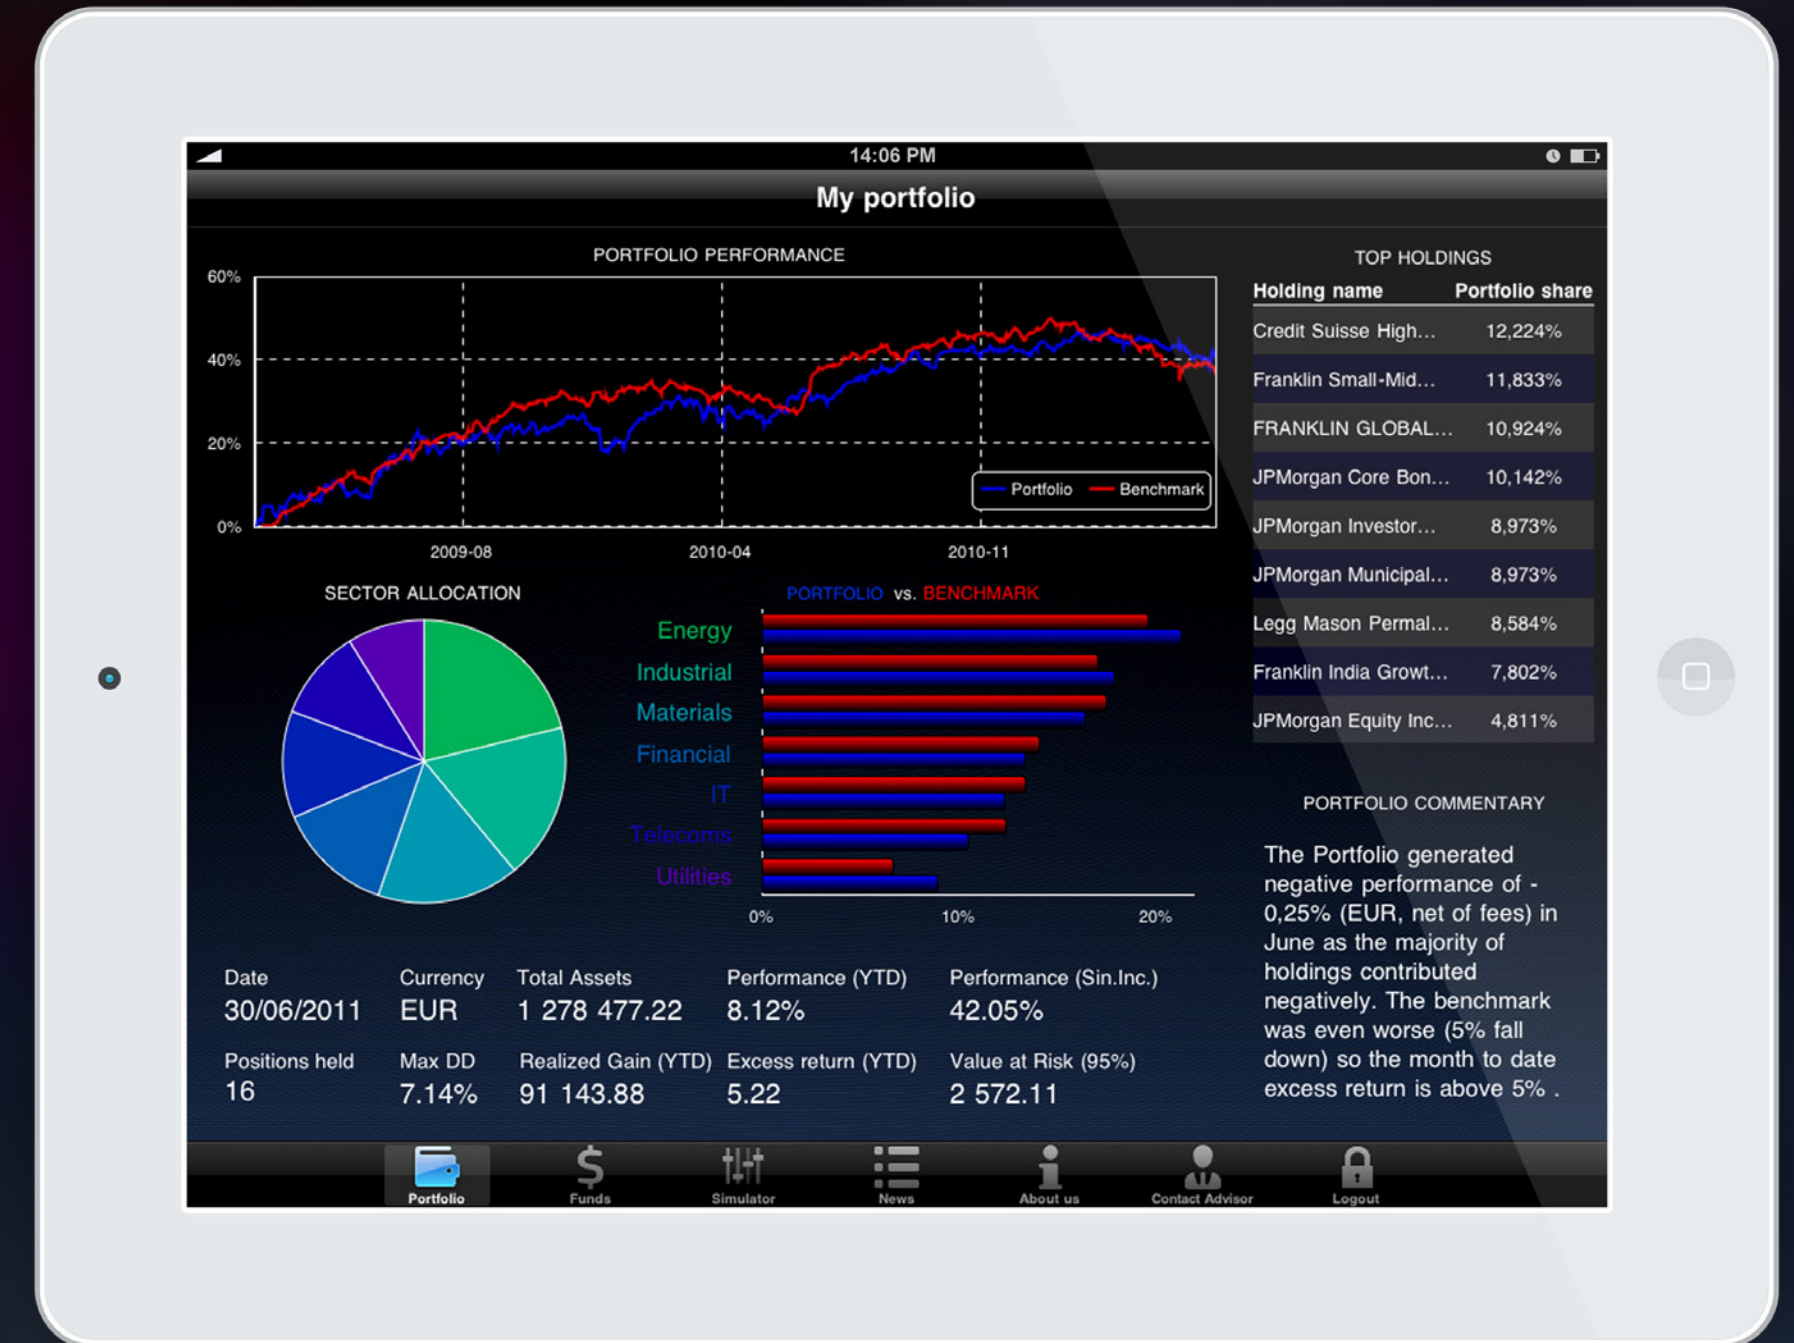 14:06 PM
My portfolio
PORTFOLIO PERFORMANCE
60%
40%
20%
0%
2009-08
2010-04
2010-11
Portfolio
Benchmark
TOP HOLDINGS
Holding name Portfolio share
Credit Suisse High... 12,224%
Franklin Small-Mid... 11,833%
FRANKLIN GLOBAL... 10,924%
JPMorgan Core Bon... 10,142%
JPMorgan Investor... 8,973%
JPMorgan Municipal... 8,973%
Legg Mason Permal... 8,584%
Franklin India Growt... 7,802%
JPMorgan Equity Inc... 4,811%
SECTOR ALLOCATION
PORTFOLIO vs. BENCHMARK
Energy
Industrial
Materials
Financial
IT
Telecoms
Utilities
0% 10% 20%
PORTFOLIO COMMENTARY
The Portfolio generated
negative performance of -
0,25% (EUR, net of fees) in
June as the majority of
holdings contributed
negatively. The benchmark
was even worse (5% fall
down) so the month to date
excess return is above 5% .
Date Currency Total Assets Performance (YTD) Performance (Sin.Inc.)
30/06/2011 EUR 1 278 477.22 8.12% 42.05%
Positions held Max DD Realized Gain (YTD) Excess return (YTD) Value at Risk (95%)
16 7.14% 91 143.88 5.22 2 572.11
Portfolio Funds Simulator News About us Contact Advisor Logout